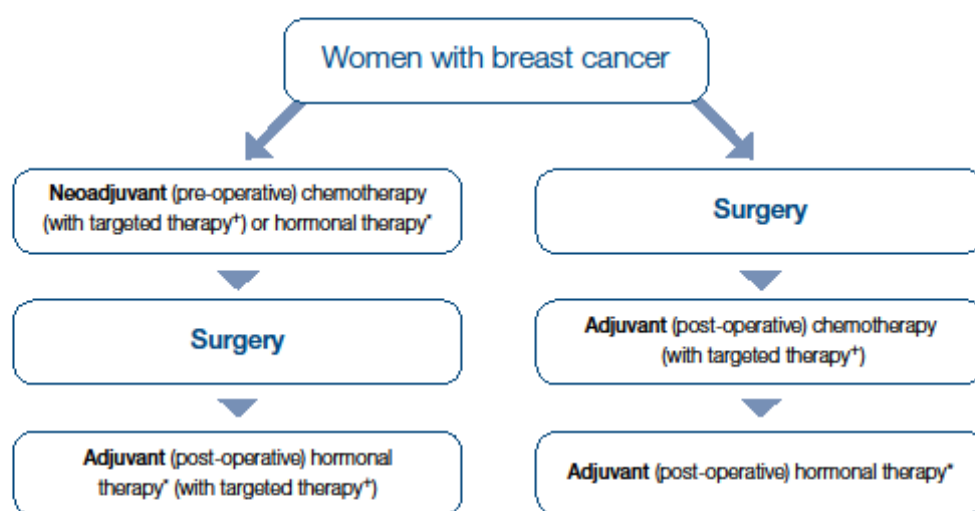 Women with breast cancer
Neoadjuvant (pre-operative) chemotherapy
(with targeted therapy⁺) or hormonal therapy*
Surgery
Adjuvant (post-operative) hormonal
therapy* (with targeted therapy⁺)
Surgery
Adjuvant (post-operative) chemotherapy
(with targeted therapy⁺)
Adjuvant (post-operative) hormonal therapy*